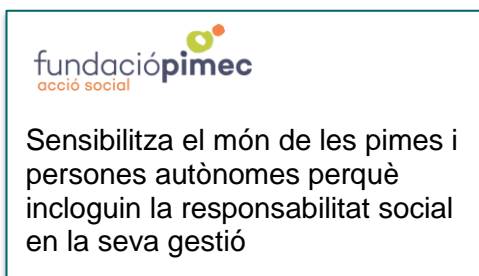 fundaciópimec
acció social
Sensibilitza el món de les pimes i
persones autònomes perquè
incloguin la responsabilitat social
en la seva gestió